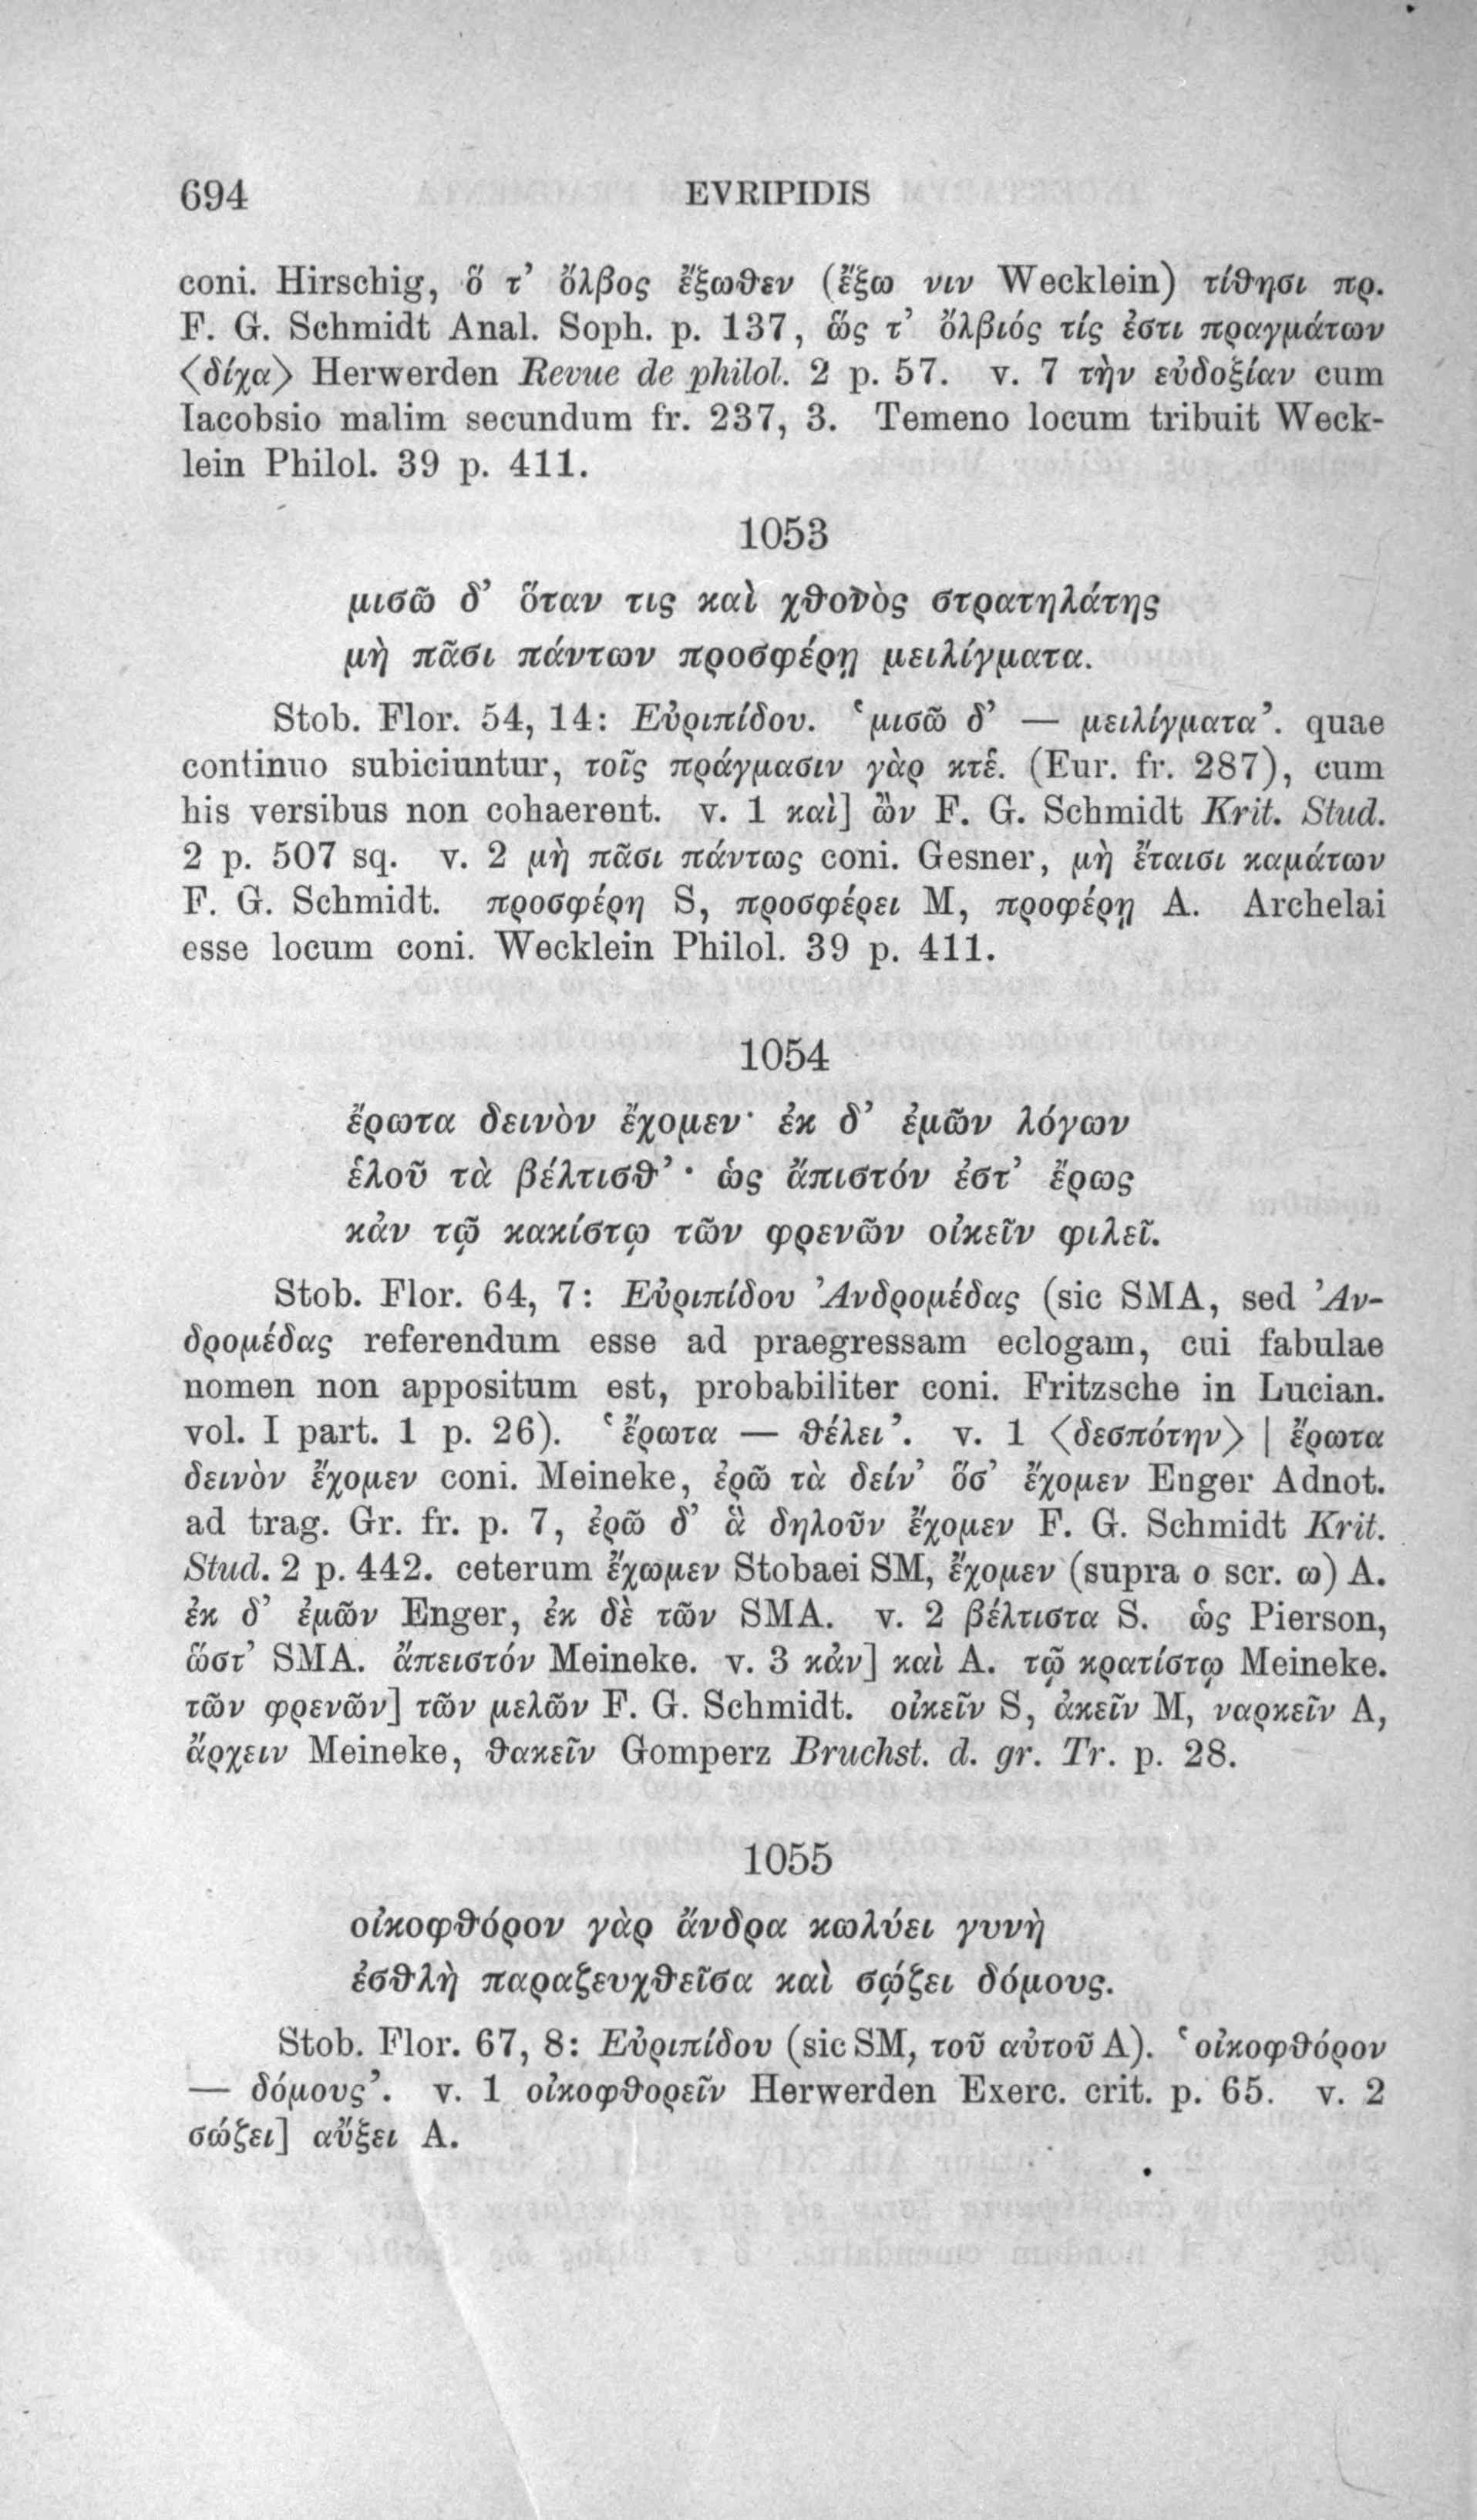 694 EVRIPIDIS
coni. Hirschig, ὅ τ’ ὄλβος ἔξωθεν (ἔξω νιν Wecklein) τίθησι πρ.
F. G. Schmidt Anal. Soph. p. 137, ὥς τ’ ὄλβιός τίς ἐστι πραγμάτων
⟨δίχα⟩ Herwerden Revue de philol. 2 p. 57. v. 7 τὴν εὐδοξίαν cum
Iacobsio malim secundum fr. 237, 3. Temeno locum tribuit Weck-
lein Philol. 39 p. 411.
1053
μισῶ δ’ ὅταν τις καὶ χθονὸς στρατηλάτης
μὴ πᾶσι πάντων προσφέρῃ μειλίγματα.
Stob. Flor. 54, 14: Εὐριπίδου. ‘μισῶ δ’ — μειλίγματα’. quae
continuo subiciuntur, τοῖς πράγμασιν γὰρ κτἑ. (Eur. fr. 287), cum
his versibus non cohaerent. v. 1 καὶ] ὢν F. G. Schmidt Krit. Stud.
2 p. 507 sq. v. 2 μὴ πᾶσι πάντως coni. Gesner, μὴ ἔταισι καμάτων
F. G. Schmidt. προσφέρη S, προσφέρει M, προφέρῃ A. Archelai
esse locum coni. Wecklein Philol. 39 p. 411.
1054
ἔρωτα δεινὸν ἔχομεν· ἐκ δ’ ἐμῶν λόγων
ἑλοῦ τὰ βέλτισθ’· ὡς ἄπιστόν ἐστ’ ἔρως
κἀν τῷ κακίστῳ τῶν φρενῶν οἰκεῖν φιλεῖ.
Stob. Flor. 64, 7: Εὐριπίδου Ἀνδρομέδας (sic SMA, sed Ἀν-
δρομέδας referendum esse ad praegressam eclogam, cui fabulae
nomen non appositum est, probabiliter coni. Fritzsche in Lucian.
vol. I part. 1 p. 26). ‘ἔρωτα — θέλει’. v. 1 ⟨δεσπότην⟩ | ἔρωτα
δεινὸν ἔχομεν coni. Meineke, ἐρῶ τὰ δείν’ ὅσ’ ἔχομεν Enger Adnot.
ad trag. Gr. fr. p. 7, ἐρῶ δ’ ἃ δηλοῦν ἔχομεν F. G. Schmidt Krit.
Stud. 2 p. 442. ceterum ἔχωμεν Stobaei SM, ἔχομεν (supra ο scr. ω) A.
ἐκ δ’ ἐμῶν Enger, ἐκ δὲ τῶν SMA. v. 2 βέλτιστα S. ὡς Pierson,
ὥστ’ SMA. ἄπειστόν Meineke. v. 3 κἀν] καὶ A. τῷ κρατίστῳ Meineke.
τῶν φρενῶν] τῶν μελῶν F. G. Schmidt. οἰκεῖν S, ἀκεῖν M, ναρκεῖν A,
ἄρχειν Meineke, θακεῖν Gomperz Bruchst. d. gr. Tr. p. 28.
1055
οἰκοφθόρον γὰρ ἄνδρα κωλύει γυνὴ
ἐσθλὴ παραζευχθεῖσα καὶ σῴζει δόμους.
Stob. Flor. 67, 8: Εὐριπίδου (sic SM, τοῦ αὐτοῦ A). ‘οἰκοφθόρον
— δόμους’. v. 1 οἰκοφθορεῖν Herwerden Exerc. crit. p. 65. v. 2
σώζει] αὔξει A.